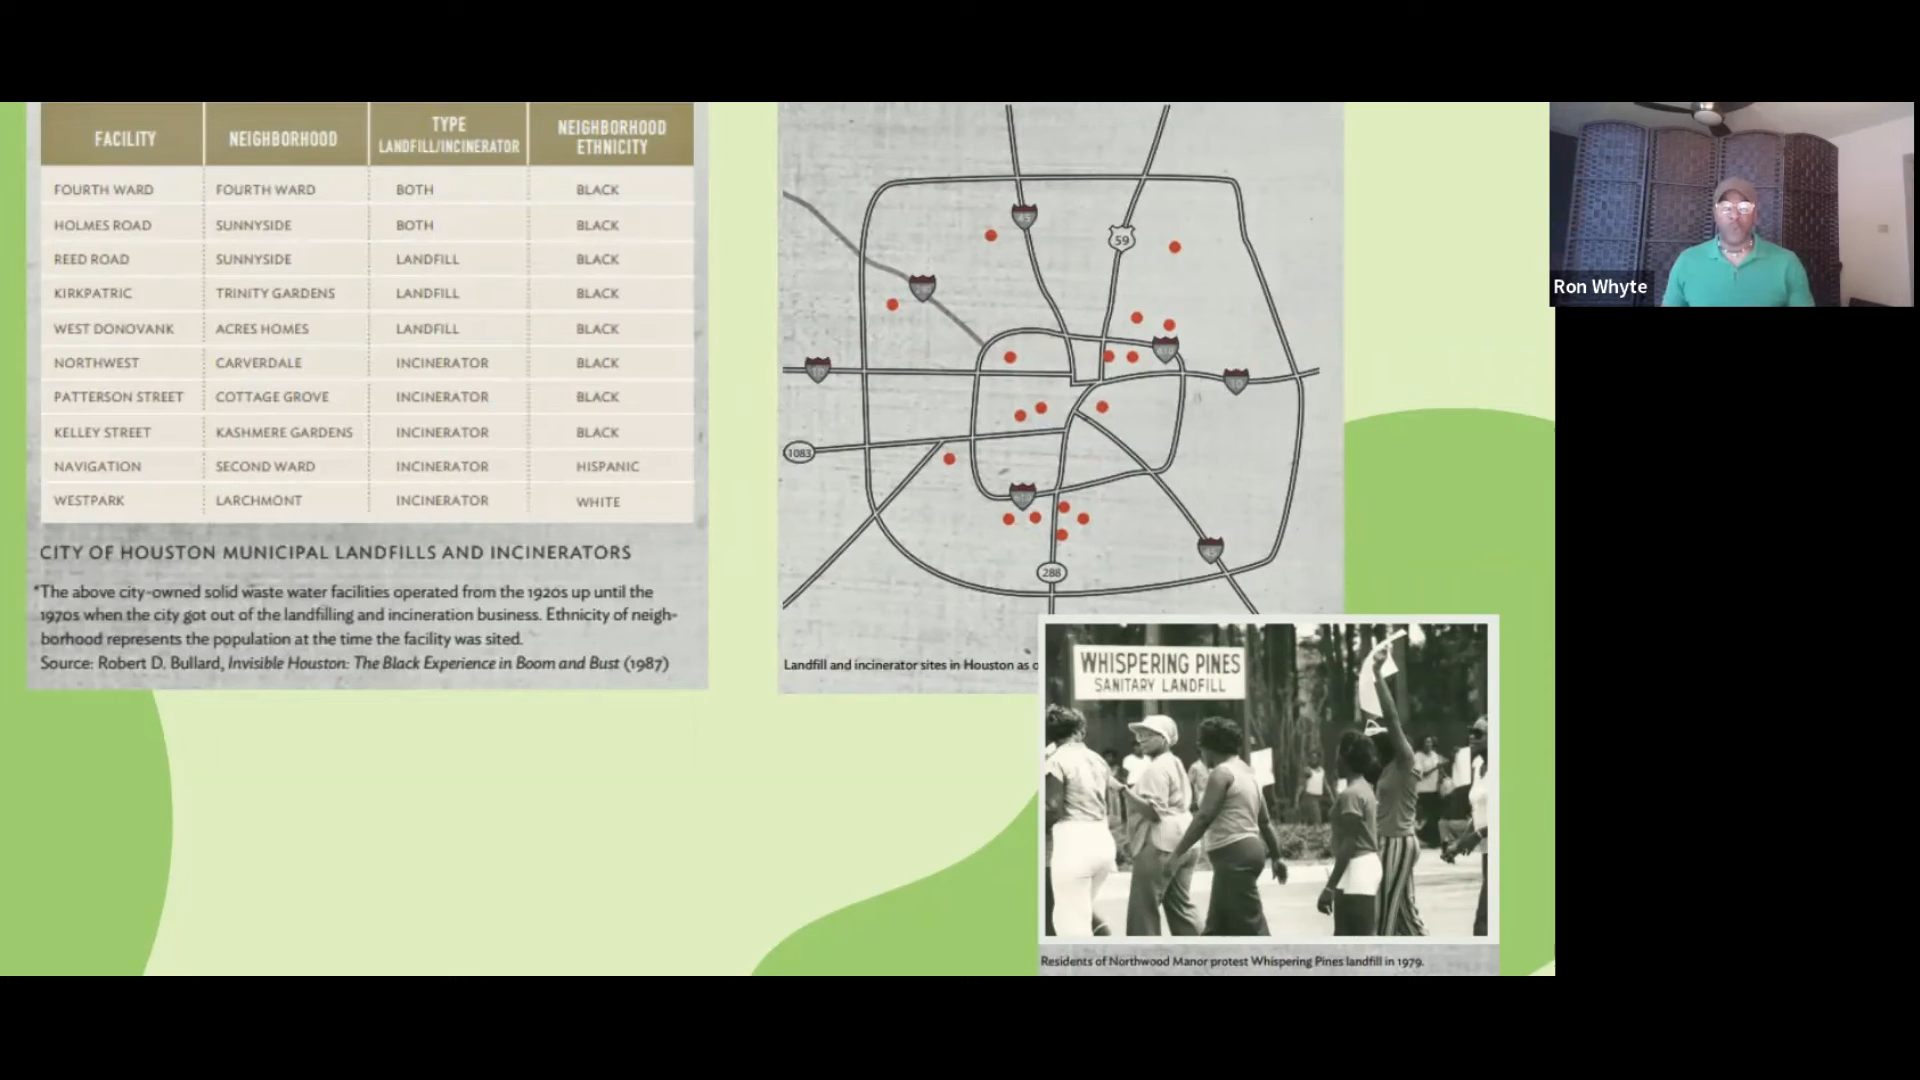 FACILITY NEIGHBORHOOD TYPE LANDFILL/INCINERATOR NEIGHBORHOOD ETHNICITY
FOURTH WARD FOURTH WARD BOTH BLACK
HOLMES ROAD SUNNYSIDE BOTH BLACK
REED ROAD SUNNYSIDE LANDFILL BLACK
KIRKPATRIC TRINITY GARDENS LANDFILL BLACK
WEST DONOVANK ACRES HOMES LANDFILL BLACK
NORTHWEST CARVERDALE INCINERATOR BLACK
PATTERSON STREET COTTAGE GROVE INCINERATOR BLACK
KELLEY STREET KASHMERE GARDENS INCINERATOR BLACK
NAVIGATION SECOND WARD INCINERATOR HISPANIC
WESTPARK LARCHMONT INCINERATOR WHITE
CITY OF HOUSTON MUNICIPAL LANDFILLS AND INCINERATORS
*The above city-owned solid waste water facilities operated from the 1920s up until the
1970s when the city got out of the landfilling and incineration business. Ethnicity of neigh-
borhood represents the population at the time the facility was sited.
Source: Robert D. Bullard, Invisible Houston: The Black Experience in Boom and Bust (1987)
45
59
10
10
1083
45
288
Landfill and incinerator sites in Houston as
WHISPERING PINES
SANITARY LANDFILL
Residents of Northwood Manor protest Whispering Pines landfill in 1979.
Ron Whyte